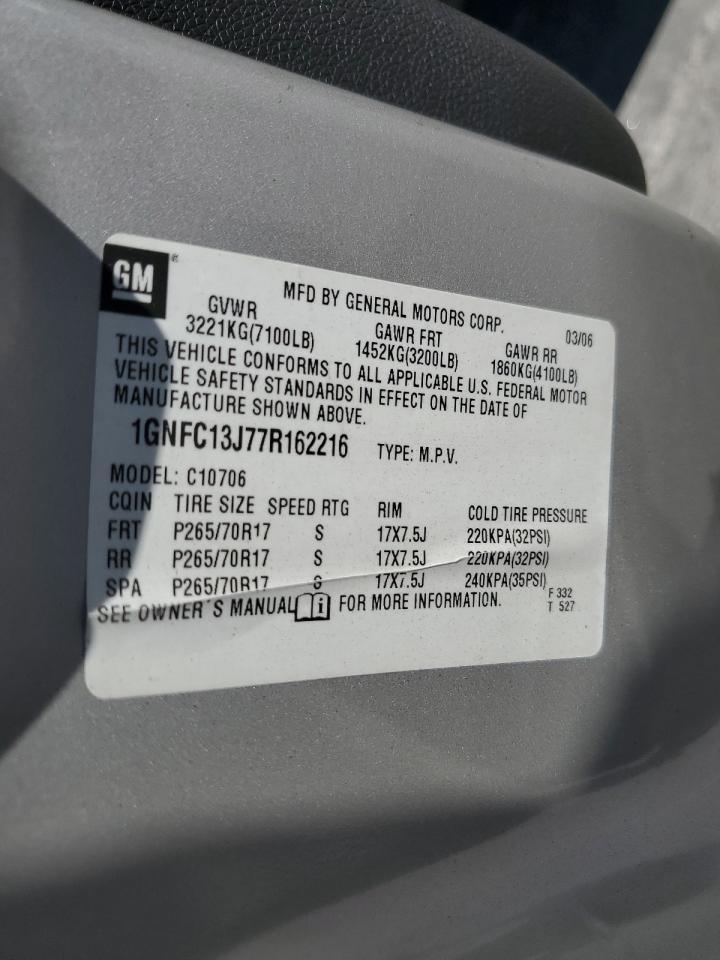 GM®
MFD BY GENERAL MOTORS CORP. 03/06
GVWR GAWR FRT GAWR RR
3221KG(7100LB) 1452KG(3200LB) 1860KG(4100LB)
THIS VEHICLE CONFORMS TO ALL APPLICABLE U.S. FEDERAL MOTOR
VEHICLE SAFETY STANDARDS IN EFFECT ON THE DATE OF
MANUFACTURE SHOWN ABOVE.
1GNFC13J77R162216 TYPE: M.P.V.
MODEL: C10706
CQIN TIRE SIZE SPEED RTG RIM COLD TIRE PRESSURE
FRT P265/70R17 S 17X7.5J 220KPA(32PSI)
RR P265/70R17 S 17X7.5J 220KPA(32PSI)
SPA P265/70R17 S 17X7.5J 240KPA(35PSI)
SEE OWNER'S MANUAL i FOR MORE INFORMATION. F 332
T 527